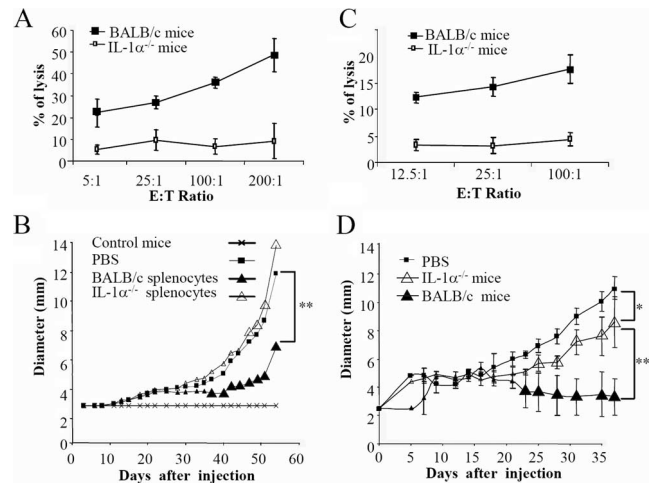 A
BALB/c mice
IL-1α-/- mice
60
50
40
30
20
10
0
% of lysis
5:1 25:1 100:1 200:1
E:T Ratio
C
BALB/c mice
IL-1α-/- mice
25
20
15
10
5
0
% of lysis
12.5:1 25:1 100:1
E:T Ratio
B
Control mice
PBS
BALB/c splenocytes
IL-1α-/- splenocytes
14
12
10
8
6
4
2
0
Diameter (mm)
**
0 10 20 30 40 50 60
Days after injection
D
PBS
IL-1α-/- mice
BALB/c mice
14
12
10
8
6
4
2
0
Diameter (mm)
*
**
0 5 10 15 20 25 30 35
Days after injection